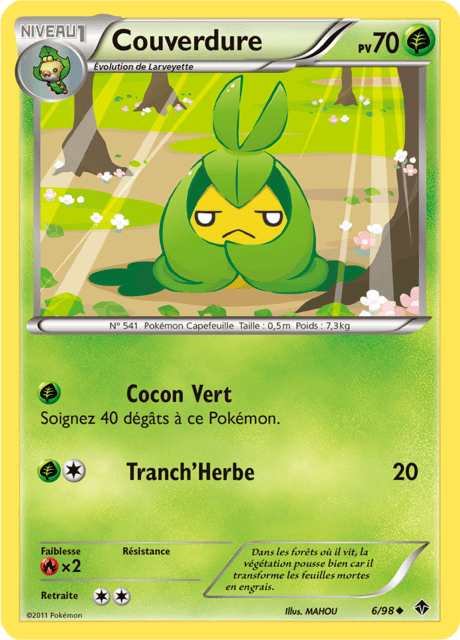 NIVEAU 1
Couverdure
PV 70
Évolution de Larveyette
N° 541 Pokémon Capefeuille Taille : 0,5m Poids : 7,3kg
Cocon Vert
Soignez 40 dégâts à ce Pokémon.
Tranch'Herbe 20
Faiblesse Résistance
×2
Retraite
Dans les forêts où il vit, la
végétation pousse bien car il
transforme les feuilles mortes
en engrais.
©2011 Pokémon
Illus. MAHOU
6/98